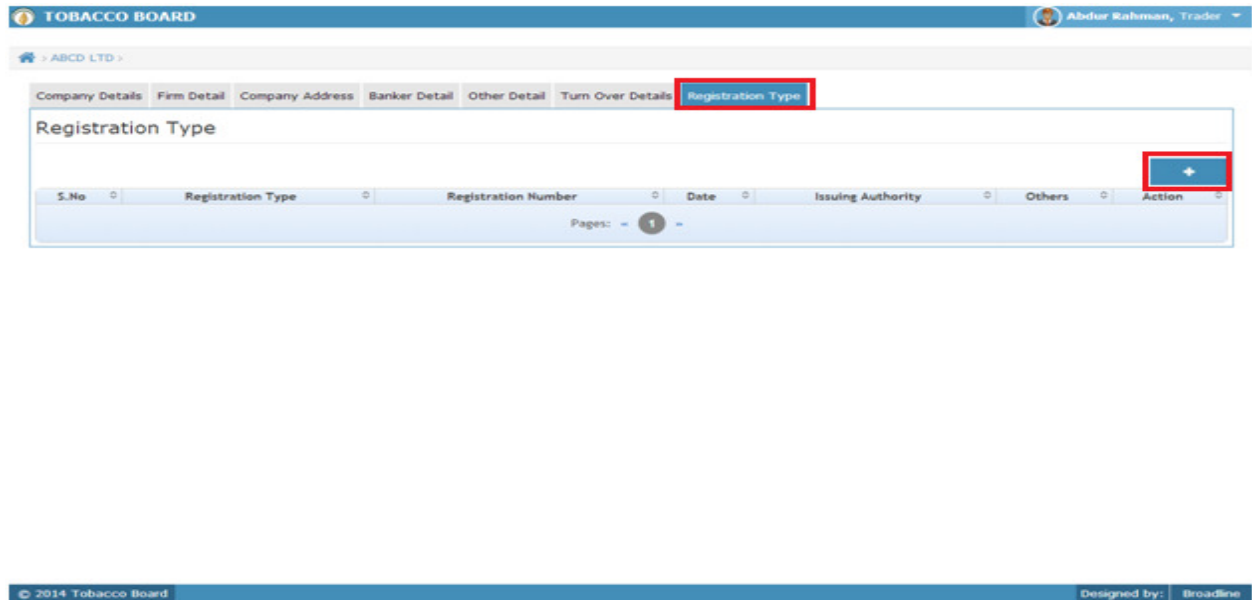 TOBACCO BOARD Abdur Rahman, Trader
> ABCD LTD >
Company Details Firm Detail Company Address Banker Detail Other Detail Turn Over Details Registration Type
Registration Type
+
S.No Registration Type Registration Number Date Issuing Authority Others Action
Pages: « 1 »
© 2014 Tobacco Board Designed by: Broadline